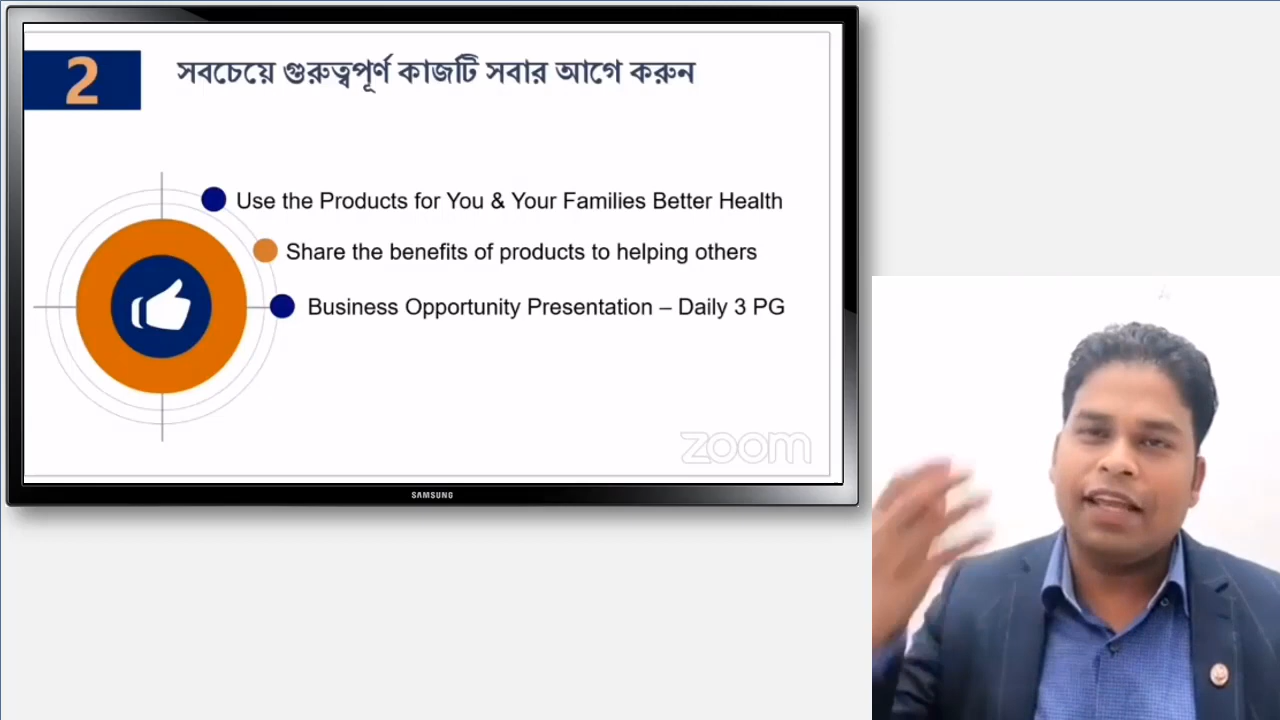 2
সবচেয়ে গুরুত্বপূর্ণ কাজটি সবার আগে করুন
Use the Products for You & Your Families Better Health
Share the benefits of products to helping others
Business Opportunity Presentation – Daily 3 PG
zoom
SAMSUNG